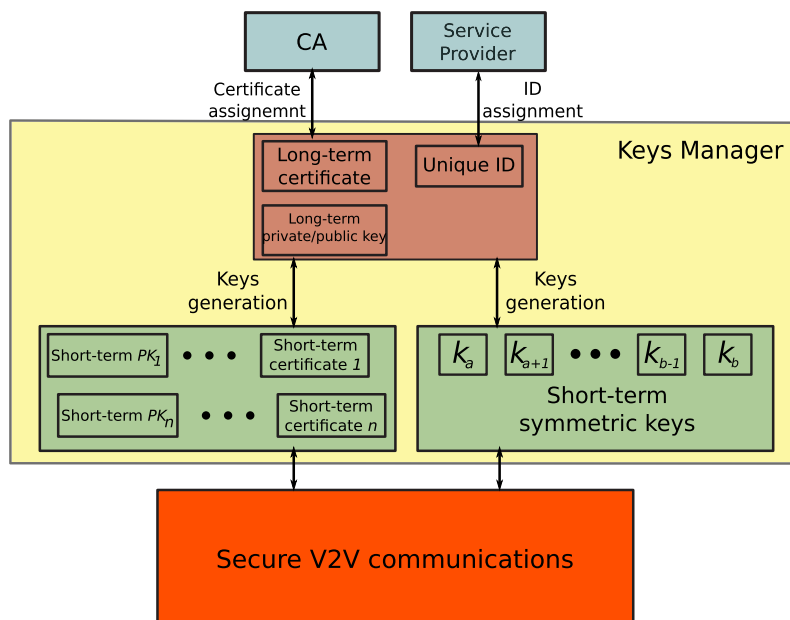 CA
Service
Provider
Certificate
assignemnt
ID
assignment
Keys Manager
Long-term
certificate
Unique ID
Long-term
private/public key
Keys
generation
Keys
generation
Short-term PK1
Short-term
certificate 1
Short-term PKn
Short-term
certificate n
ka
ka+1
kb-1
kb
Short-term
symmetric keys
Secure V2V communications